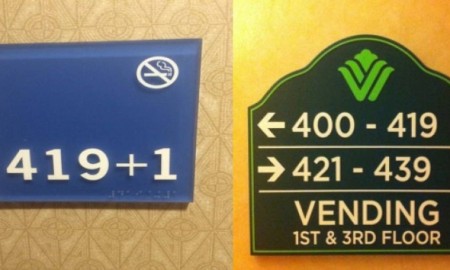 419+1
← 400 - 419
→ 421 - 439
VENDING
1ST & 3RD FLOOR